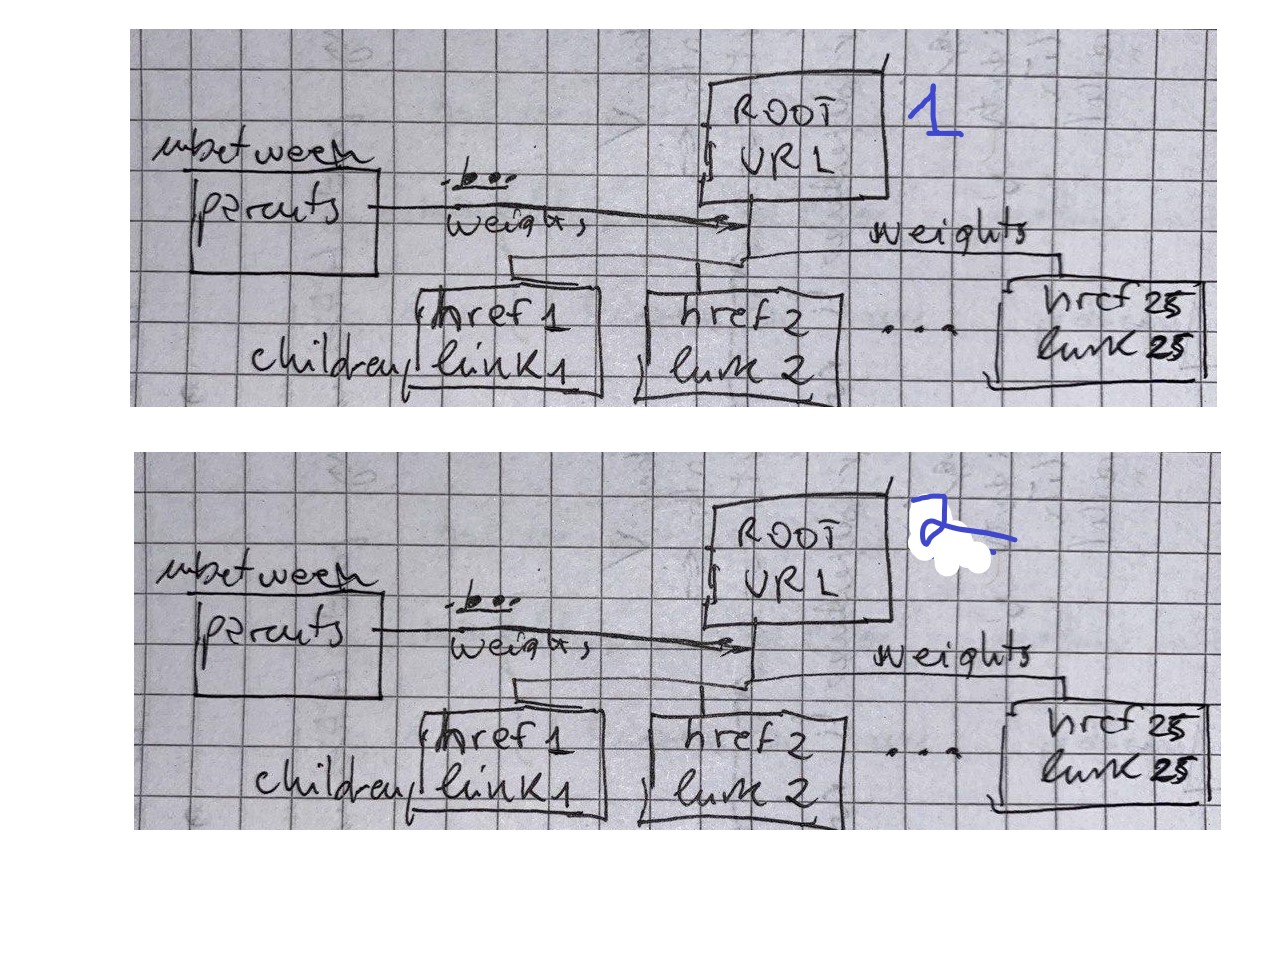 ROOT
URL
1
inbetween
parents
weights
weights
href 1
link 1
href 2
link 2
...
href 25
link 25
children
ROOT
URL
2
inbetween
parents
weights
weights
href 1
link 1
href 2
link 2
...
href 25
link 25
children